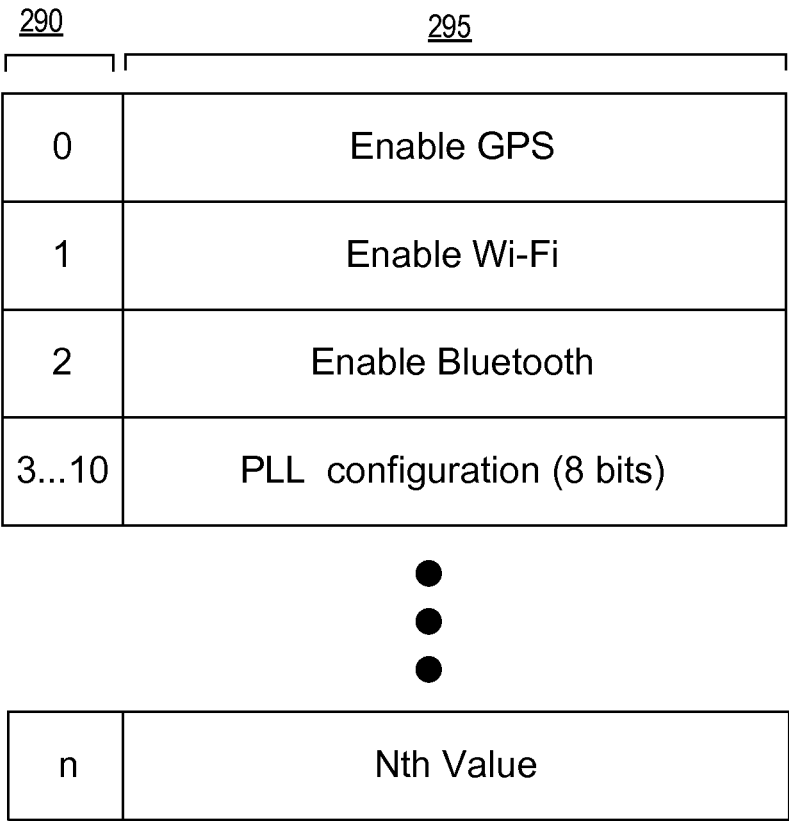 290 295
0 Enable GPS
1 Enable Wi-Fi
2 Enable Bluetooth
3...10 PLL configuration (8 bits)
n Nth Value